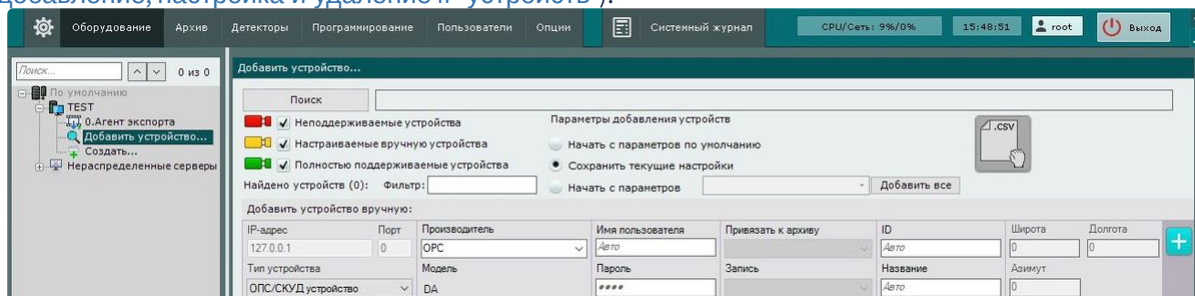 добавление, настройка и удаление IP-устройств").
Оборудование Архив Детекторы Программирование Пользователи Опции Системный журнал CPU/Сеть: 9%/0% 15:48:51 root Выход
Поиск... 0 из 0
По умолчанию
TEST
0.Агент экспорта
Добавить устройство...
Создать...
Нераспределенные серверы
Добавить устройство...
Поиск
Неподдерживаемые устройства
Настраиваемые вручную устройства
Полностью поддерживаемые устройства
Параметры добавления устройств
Начать с параметров по умолчанию
Сохранить текущие настройки
Начать с параметров
.CSV
Найдено устройств (0): Фильтр:
Добавить все
Добавить устройство вручную:
IP-адрес Порт Производитель Имя пользователя Привязать к архиву ID Широта Долгота
127.0.0.1 0 OPC Авто Авто 0 0
Тип устройства Модель Пароль Запись Название Азимут
ОПС/СКУД устройство DA •••• Авто 0